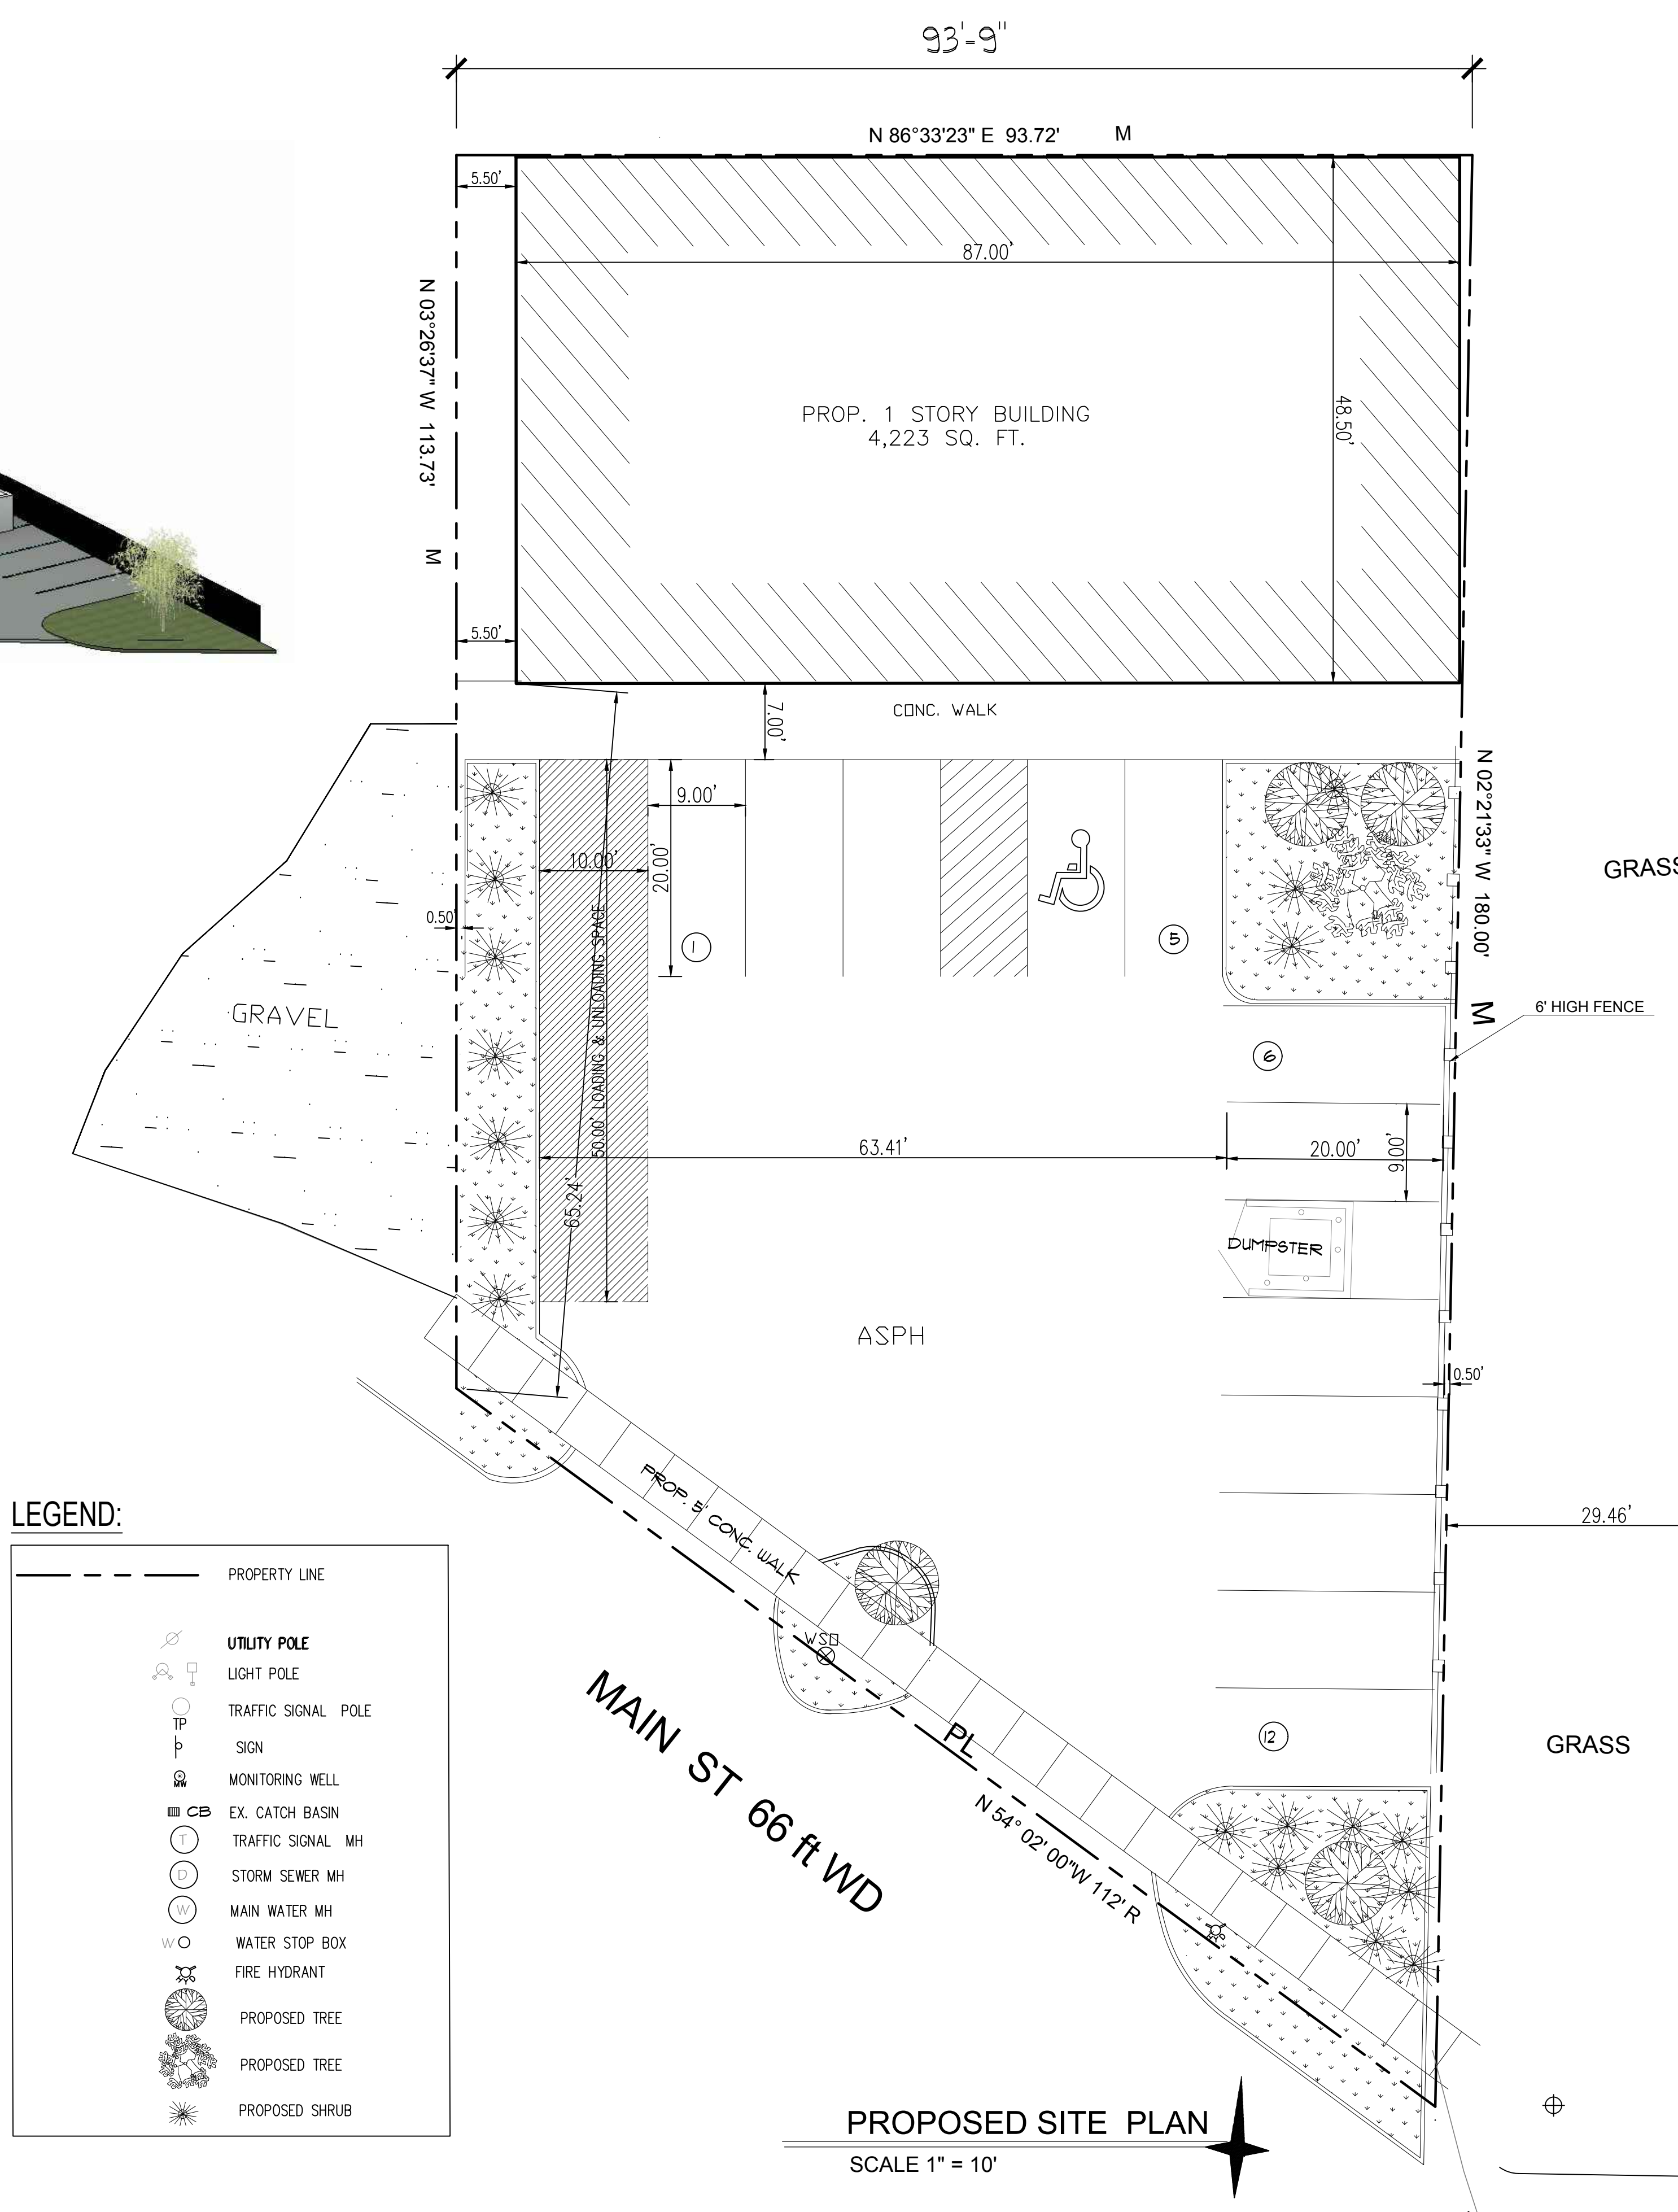 93'-9"
N 86°33'23" E 93.72' M
5.50'
87.00'
N 03°26'37" W 113.73' M
48.50'
PROP. 1 STORY BUILDING
4,223 SQ. FT.
5.50'
7.00'
CONC. WALK
N 02°21'33" W 180.00' M
9.00'
10.00'
20.00'
GRASS
0.50'
1
5
50.00' LOADING & UNLOADING SPACE
65.24'
GRAVEL
6' HIGH FENCE
6
63.41'
20.00'
9.00'
DUMPSTER
ASPH
0.50'
PROP. 5' CONC. WALK
29.46'
WSO
MAIN ST 66 ft WD
PL
N 54° 02' 00"W 112' R
12
GRASS
LEGEND:
PROPERTY LINE
UTILITY POLE
LIGHT POLE
TRAFFIC SIGNAL POLE
TP
SIGN
MW
MONITORING WELL
CB EX. CATCH BASIN
T TRAFFIC SIGNAL MH
D STORM SEWER MH
W MAIN WATER MH
WO WATER STOP BOX
FIRE HYDRANT
PROPOSED TREE
PROPOSED TREE
PROPOSED SHRUB
PROPOSED SITE PLAN
SCALE 1" = 10'